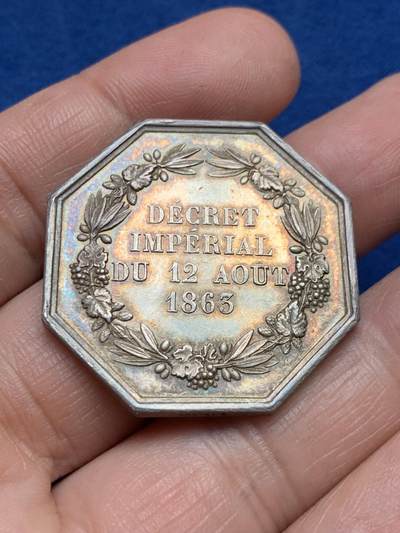 DÉCRET
IMPÉRIAL
DU 12 AOUT
1863